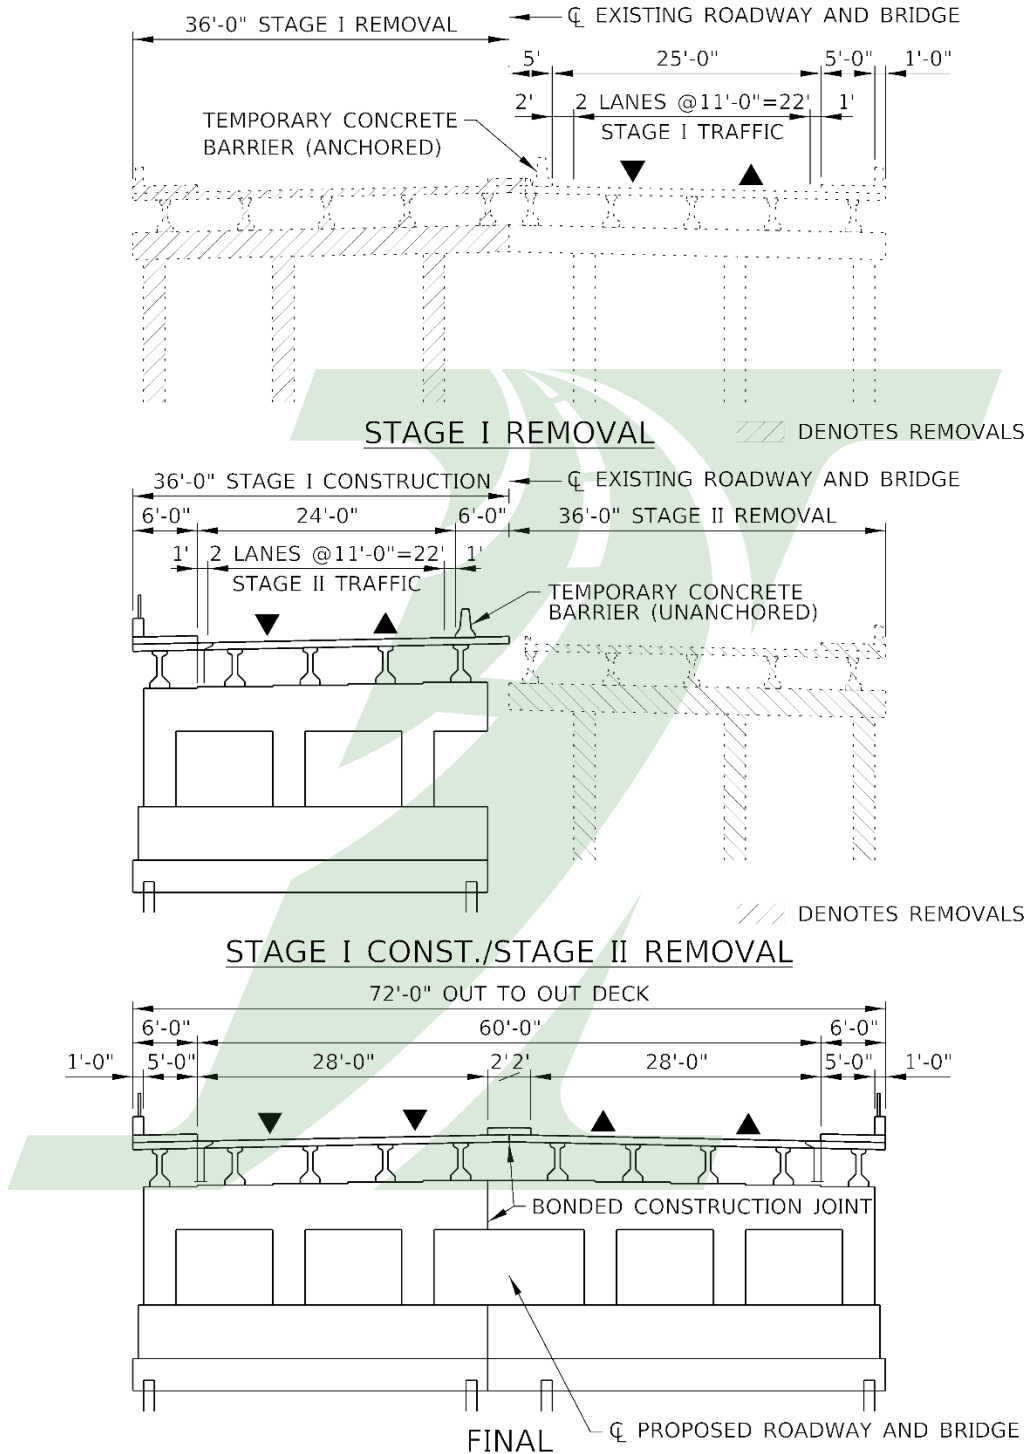 36'-0" STAGE I REMOVAL
℄ EXISTING ROADWAY AND BRIDGE
5' 25'-0" 5'-0" 1'-0"
2' 2 LANES @11'-0"=22' 1'
STAGE I TRAFFIC
TEMPORARY CONCRETE
BARRIER (ANCHORED)
STAGE I REMOVAL
DENOTES REMOVALS
36'-0" STAGE I CONSTRUCTION
℄ EXISTING ROADWAY AND BRIDGE
6'-0" 24'-0" 6'-0" 36'-0" STAGE II REMOVAL
1' 2 LANES @11'-0"=22' 1'
STAGE II TRAFFIC
TEMPORARY CONCRETE
BARRIER (UNANCHORED)
DENOTES REMOVALS
STAGE I CONST./STAGE II REMOVAL
72'-0" OUT TO OUT DECK
6'-0" 60'-0" 6'-0"
1'-0" 5'-0" 28'-0" 2' 2' 28'-0" 5'-0" 1'-0"
BONDED CONSTRUCTION JOINT
℄ PROPOSED ROADWAY AND BRIDGE
FINAL